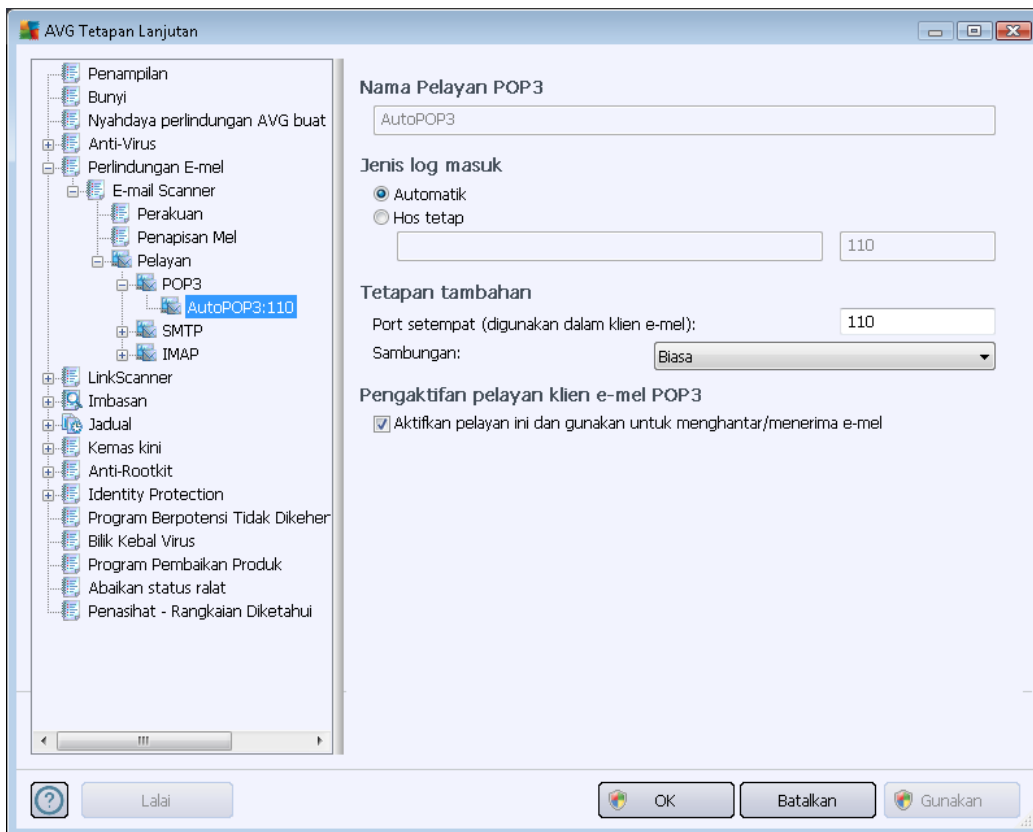 AVG Tetapan Lanjutan
Penampilan
Bunyi
Nyahdaya perlindungan AVG buat
Anti-Virus
Perlindungan E-mel
E-mail Scanner
Perakuan
Penapisan Mel
Pelayan
POP3
AutoPOP3:110
SMTP
IMAP
LinkScanner
Imbasan
Jadual
Kemas kini
Anti-Rootkit
Identity Protection
Program Berpotensi Tidak Dikeher
Bilik Kebal Virus
Program Pembaikan Produk
Abaikan status ralat
Penasihat - Rangkaian Diketahui
Nama Pelayan POP3
AutoPOP3
Jenis log masuk
Automatik
Hos tetap
110
Tetapan tambahan
Port setempat (digunakan dalam klien e-mel): 110
Sambungan: Biasa
Pengaktifan pelayan klien e-mel POP3
Aktifkan pelayan ini dan gunakan untuk menghantar/menerima e-mel
Lalai OK Batalkan Gunakan